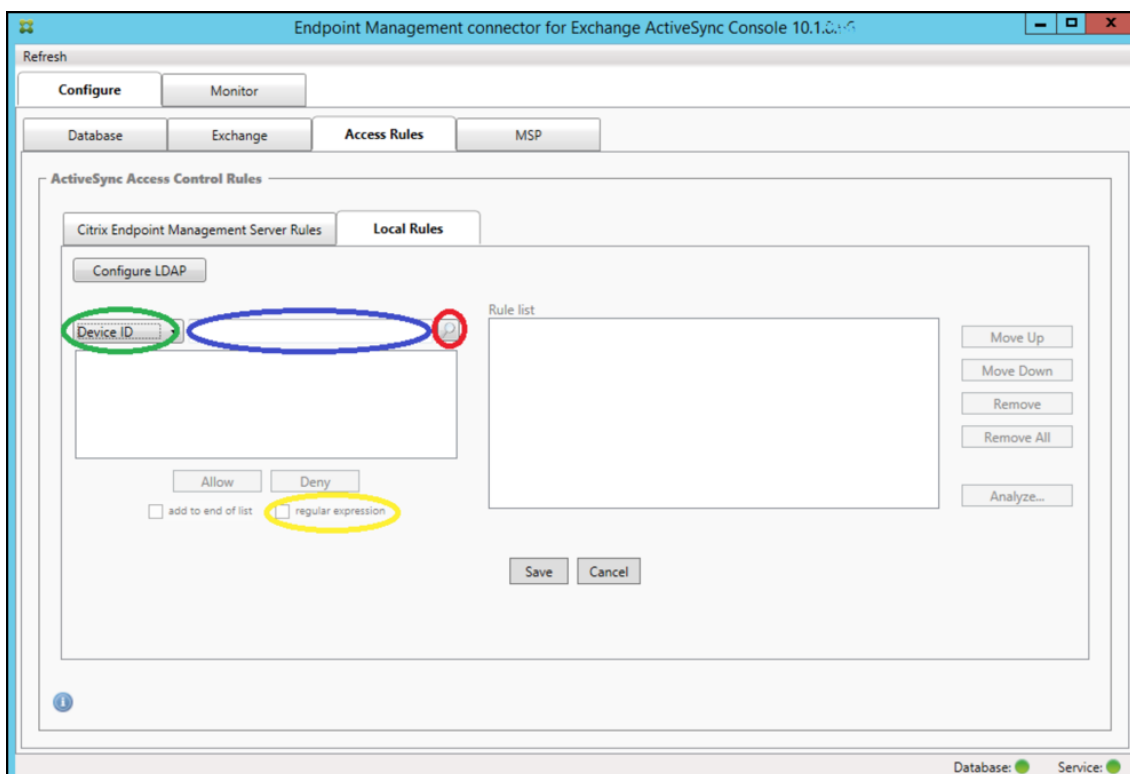 Endpoint Management connector for Exchange ActiveSync Console 10.1.
Refresh
Configure Monitor
Database Exchange Access Rules MSP
ActiveSync Access Control Rules
Citrix Endpoint Management Server Rules Local Rules
Configure LDAP
Rule list
Device ID
Move Up
Move Down
Remove
Remove All
Allow Deny
Analyze...
add to end of list regular expression
Save Cancel
Database: Service: